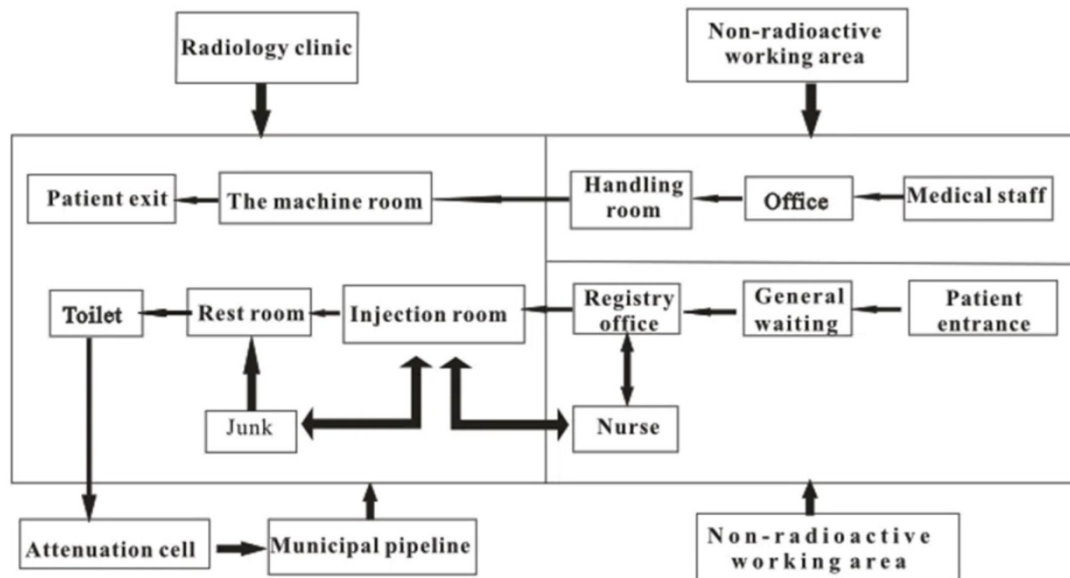 Radiology clinic
Non-radioactive
working area
Patient exit
The machine room
Handling
room
Office
Medical staff
Toilet
Rest room
Injection room
Registry
office
General
waiting
Patient
entrance
Junk
Nurse
Attenuation cell
Municipal pipeline
Non-radioactive
working area